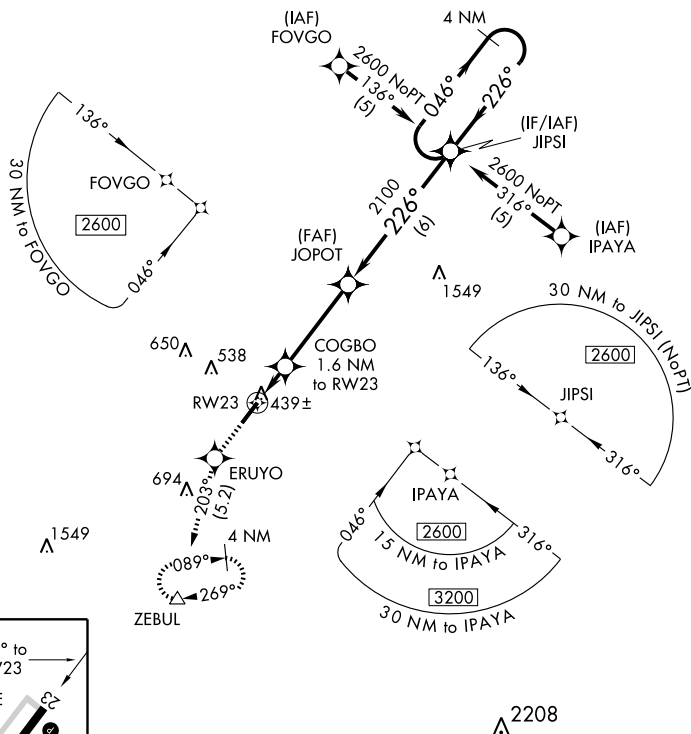 (IAF)
FOVGO
4 NM
2600 NoPT
136°
(5)
046°
226°
(IF/IAF)
JIPSI
2600 NoPT
316°
(5)
(IAF)
IPAYA
136°
FOVGO
2600
046°
30 NM to FOVGO
2100
226°
(6)
(FAF)
JOPOT
1549
650
538
COGBO
1.6 NM
to RW23
RW23
439±
30 NM to JIPSI (NoPT)
2600
136°
JIPSI
316°
ERUYO
694
203°
(5.2)
4 NM
089°
269°
ZEBUL
1549
IPAYA
046°
2600
316°
15 NM to IPAYA
3200
30 NM to IPAYA
° to
23
23
E
P
2208